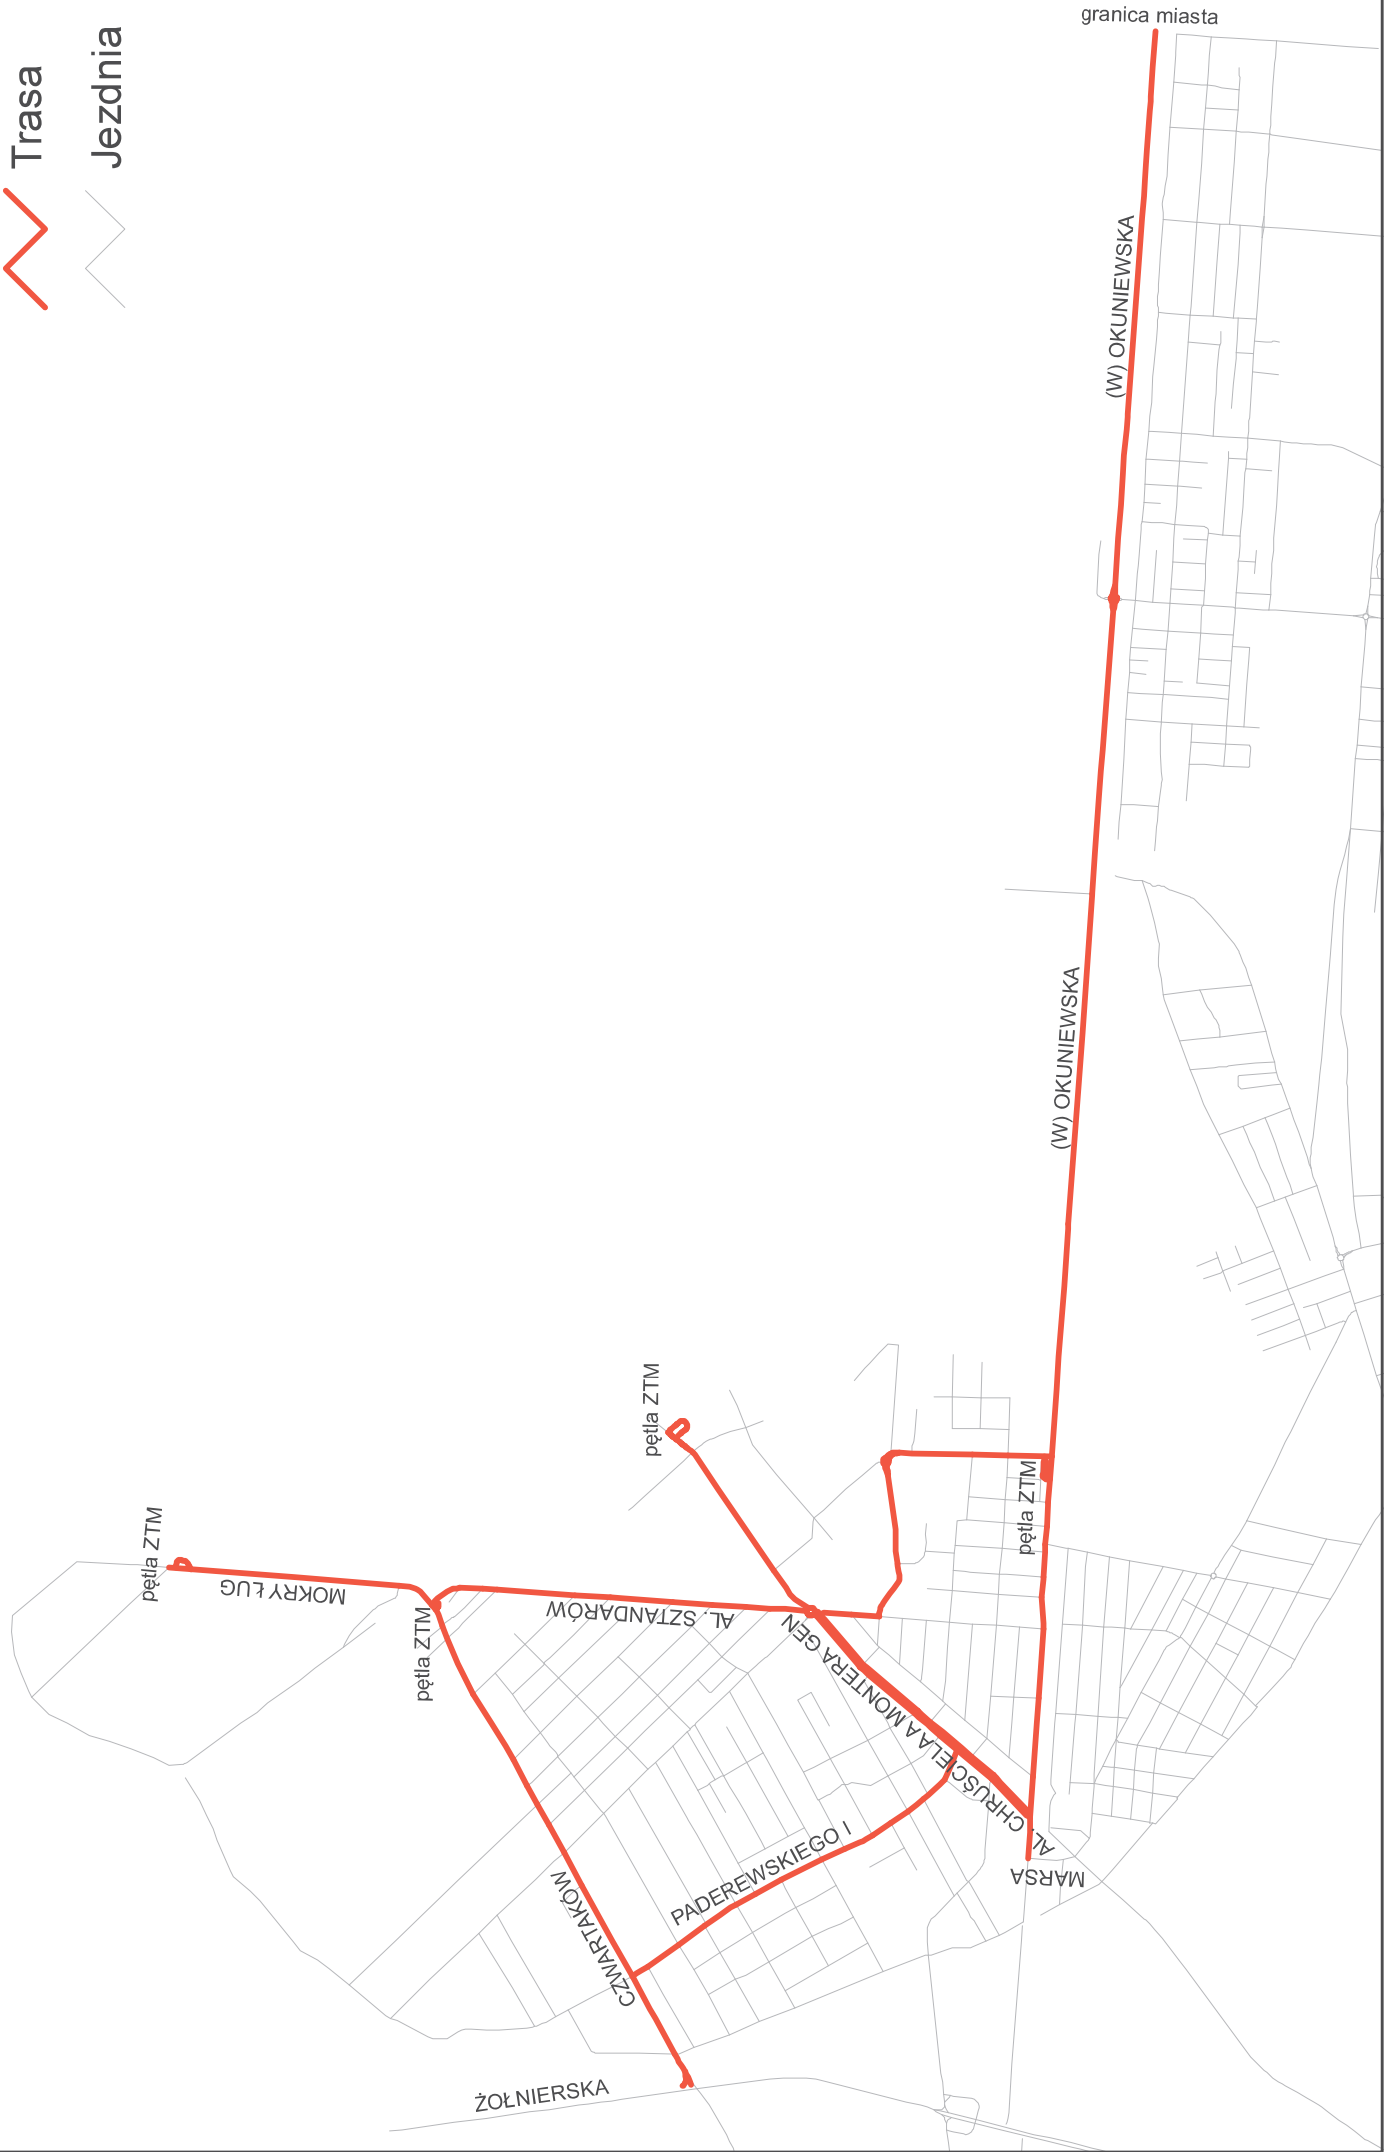 granica miasta
Trasa
Jezdnia
(W) OKUNIEWSKA
(W) OKUNIEWSKA
pętla ZTM
pętla ZTM
pętla ZTM
pętla ZTM
MOKRY ŁUG
AL. SZTANDARÓW
AL. CHRUŚCIELA A MONTERA GEN
PADEREWSKIEGO I
CZWARTAKÓW
MARSA
ŻOŁNIERSKA